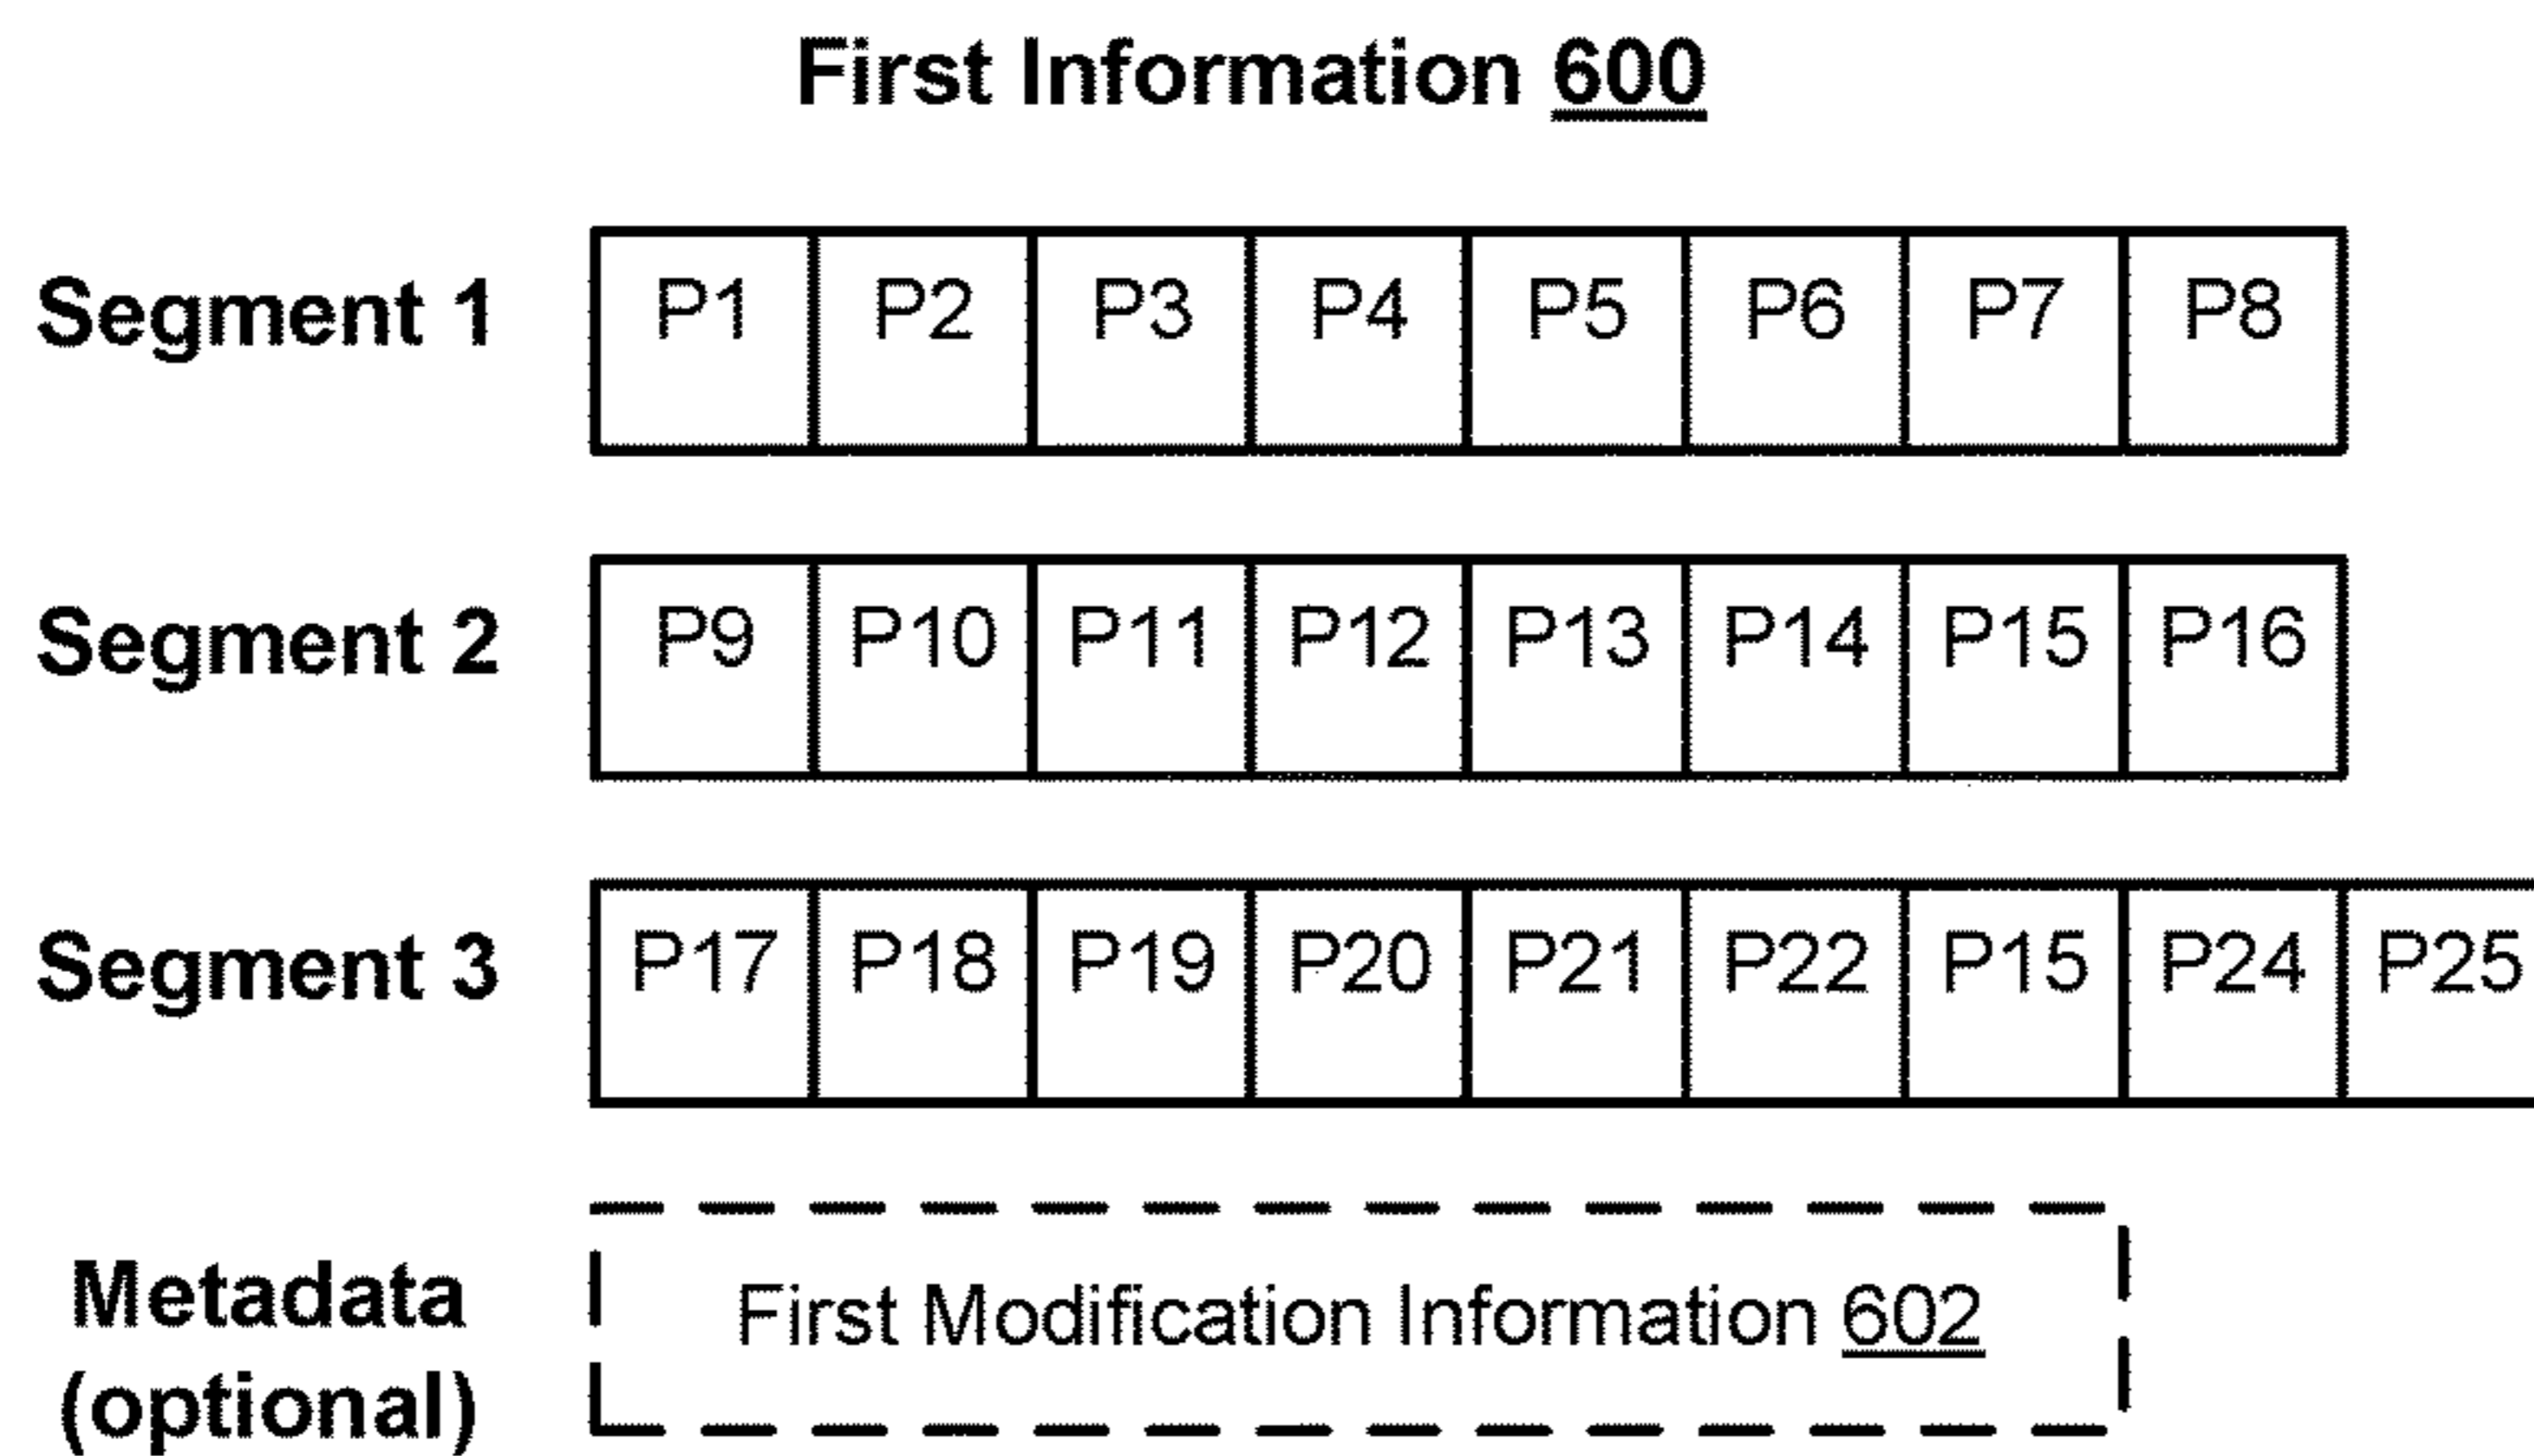 First Information 600
Segment 1 P1 P2 P3 P4 P5 P6 P7 P8
Segment 2 P9 P10 P11 P12 P13 P14 P15 P16
Segment 3 P17 P18 P19 P20 P21 P22 P15 P24 P25
Metadata
(optional)
First Modification Information 602